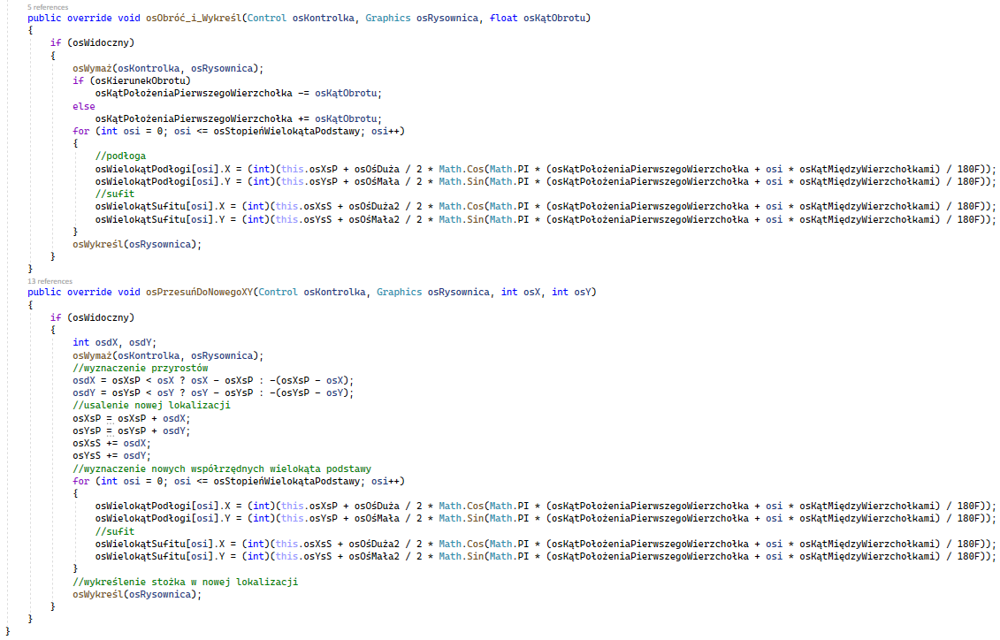 5 references
public override void osObróć_i_Wykreśl(Control osKontrolka, Graphics osRysownica, float osKątObrotu)
{
if (osWidoczny)
{
osWymaż(osKontrolka, osRysownica);
if (osKierunekObrotu)
osKątPołożeniaPierwszegoWierzchołka -= osKątObrotu;
else
osKątPołożeniaPierwszegoWierzchołka += osKątObrotu;
for (int osi = 0; osi <= osStopieńWielokątaPodstawy; osi++)
{
//podłoga
osWielokątPodłogi[osi].X = (int)(this.osXsP + osOśDuża / 2 * Math.Cos(Math.PI * (osKątPołożeniaPierwszegoWierzchołka + osi * osKątMiędzyWierzchołkami) / 180F));
osWielokątPodłogi[osi].Y = (int)(this.osYsP + osOśMała / 2 * Math.Sin(Math.PI * (osKątPołożeniaPierwszegoWierzchołka + osi * osKątMiędzyWierzchołkami) / 180F));
//sufit
osWielokątSufitu[osi].X = (int)(this.osXsS + osOśDuża2 / 2 * Math.Cos(Math.PI * (osKątPołożeniaPierwszegoWierzchołka + osi * osKątMiędzyWierzchołkami) / 180F));
osWielokątSufitu[osi].Y = (int)(this.osYsS + osOśMała2 / 2 * Math.Sin(Math.PI * (osKątPołożeniaPierwszegoWierzchołka + osi * osKątMiędzyWierzchołkami) / 180F));
}
osWykreśl(osRysownica);
}
}
13 references
public override void osPrzesuńDoNowegoXY(Control osKontrolka, Graphics osRysownica, int osX, int osY)
{
if (osWidoczny)
{
int osdX, osdY;
osWymaż(osKontrolka, osRysownica);
//wyznaczenie przyrostów
osdX = osXsP < osX ? osX - osXsP : -(osXsP - osX);
osdY = osYsP < osY ? osY - osYsP : -(osYsP - osY);
//usalenie nowej lokalizacji
osXsP = osXsP + osdX;
osYsP = osYsP + osdY;
osXsS += osdX;
osYsS += osdY;
//wyznaczenie nowych współrzędnych wielokąta podstawy
for (int osi = 0; osi <= osStopieńWielokątaPodstawy; osi++)
{
osWielokątPodłogi[osi].X = (int)(this.osXsP + osOśDuża / 2 * Math.Cos(Math.PI * (osKątPołożeniaPierwszegoWierzchołka + osi * osKątMiędzyWierzchołkami) / 180F));
osWielokątPodłogi[osi].Y = (int)(this.osYsP + osOśMała / 2 * Math.Sin(Math.PI * (osKątPołożeniaPierwszegoWierzchołka + osi * osKątMiędzyWierzchołkami) / 180F));
//sufit
osWielokątSufitu[osi].X = (int)(this.osXsS + osOśDuża2 / 2 * Math.Cos(Math.PI * (osKątPołożeniaPierwszegoWierzchołka + osi * osKątMiędzyWierzchołkami) / 180F));
osWielokątSufitu[osi].Y = (int)(this.osYsS + osOśMała2 / 2 * Math.Sin(Math.PI * (osKątPołożeniaPierwszegoWierzchołka + osi * osKątMiędzyWierzchołkami) / 180F));
}
//wykreślenie stożka w nowej lokalizacji
osWykreśl(osRysownica);
}
}
}